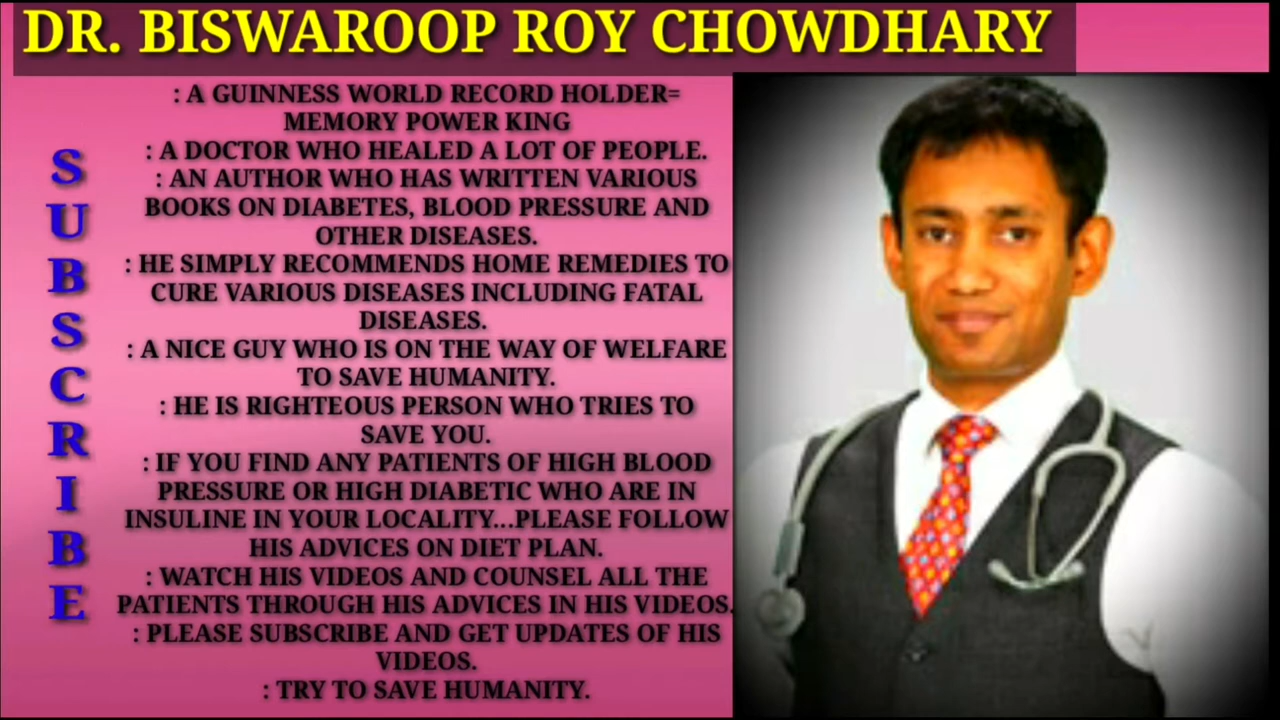 DR. BISWAROOP ROY CHOWDHARY
: A GUINNESS WORLD RECORD HOLDER=
MEMORY POWER KING
: A DOCTOR WHO HEALED A LOT OF PEOPLE.
: AN AUTHOR WHO HAS WRITTEN VARIOUS
BOOKS ON DIABETES, BLOOD PRESSURE AND
OTHER DISEASES.
: HE SIMPLY RECOMMENDS HOME REMEDIES TO
CURE VARIOUS DISEASES INCLUDING FATAL
DISEASES.
: A NICE GUY WHO IS ON THE WAY OF WELFARE
TO SAVE HUMANITY.
: HE IS RIGHTEOUS PERSON WHO TRIES TO
SAVE YOU.
: IF YOU FIND ANY PATIENTS OF HIGH BLOOD
PRESSURE OR HIGH DIABETIC WHO ARE IN
INSULINE IN YOUR LOCALITY...PLEASE FOLLOW
HIS ADVICES ON DIET PLAN.
: WATCH HIS VIDEOS AND COUNSEL ALL THE
PATIENTS THROUGH HIS ADVICES IN HIS VIDEOS.
: PLEASE SUBSCRIBE AND GET UPDATES OF HIS
VIDEOS.
: TRY TO SAVE HUMANITY.
SUBSCRIBE